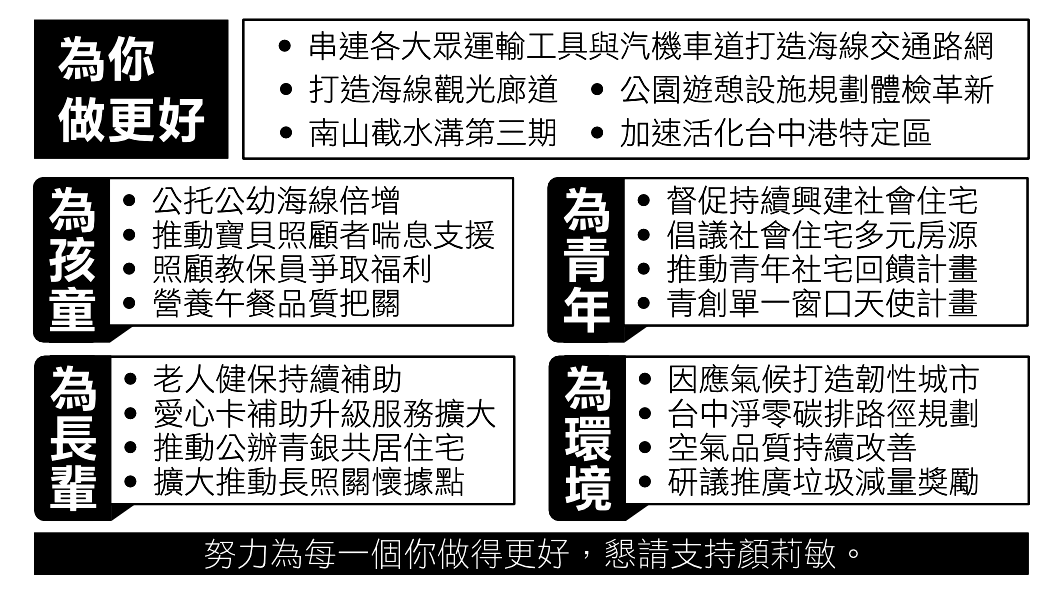 為你
做更好
• 串連各大眾運輸工具與汽機車道打造海線交通路網
• 打造海線觀光廊道 • 公園遊憩設施規劃體檢革新
• 南山截水溝第三期 • 加速活化台中港特定區
為孩童
• 公托公幼海線倍增
• 推動寶貝照顧者喘息支援
• 照顧教保員爭取福利
• 營養午餐品質把關
為青年
• 督促持續興建社會住宅
• 倡議社會住宅多元房源
• 推動青年社宅回饋計畫
• 青創單一窗口天使計畫
為長輩
• 老人健保持續補助
• 愛心卡補助升級服務擴大
• 推動公辦青銀共居住宅
• 擴大推動長照關懷據點
為環境
• 因應氣候打造韌性城市
• 台中淨零碳排路徑規劃
• 空氣品質持續改善
• 研議推廣垃圾減量獎勵
努力為每一個你做得更好，懇請支持顏莉敏。